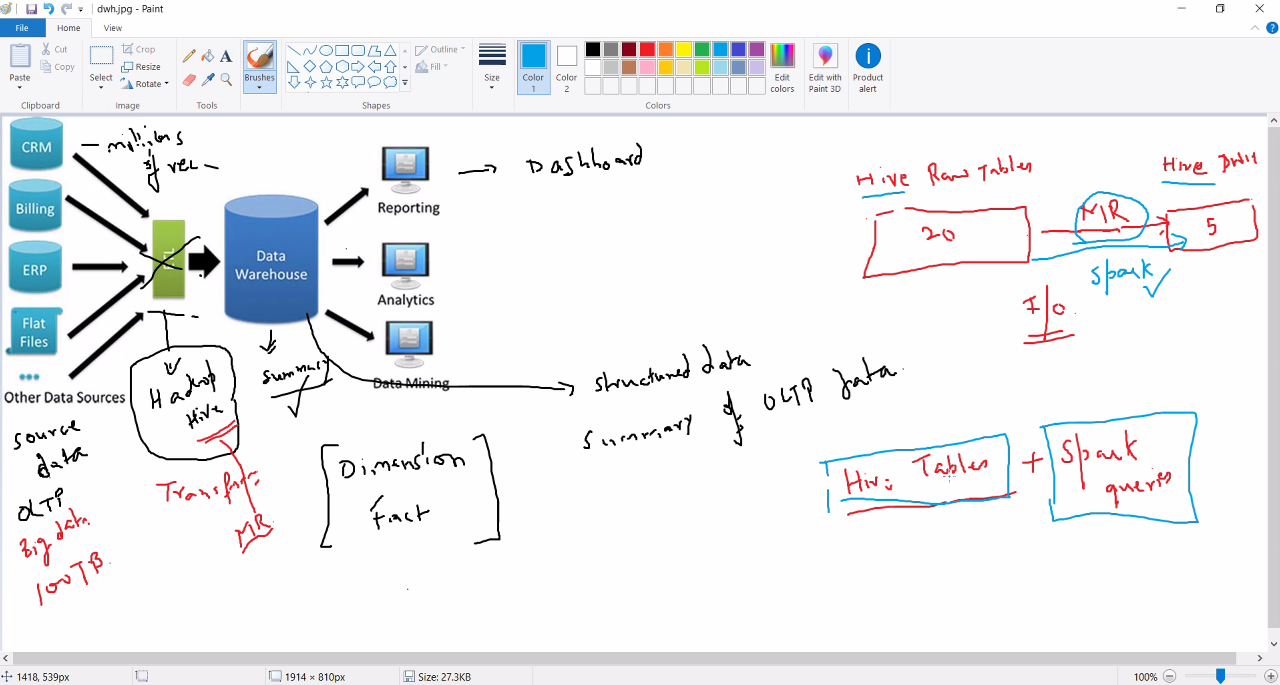 dwh.jpg - Paint
File
Home
View
Paste
Cut
Copy
Clipboard
Select
Crop
Resize
Rotate
Image
Tools
Brushes
Shapes
Outline
Fill
Size
Color
1
Color
2
Colors
Edit
colors
Edit with
Paint 3D
Product
alert
CRM
Billing
ERP
Flat
Files
Other Data Sources
millions
of rec
Data
Warehouse
Reporting
Analytics
Data Mining
Dashboard
Hadoop
Hive
summary
structured data
summary of OLTP data
source
data
OLTP
Big data
100TB
MR
Dimension
fact
Hive Raw Tables
Hive
20
MR
5
Spark
I/O
Tables
+
Spark
queries
1418, 539px
1914 × 810px
Size: 27.3KB
100%